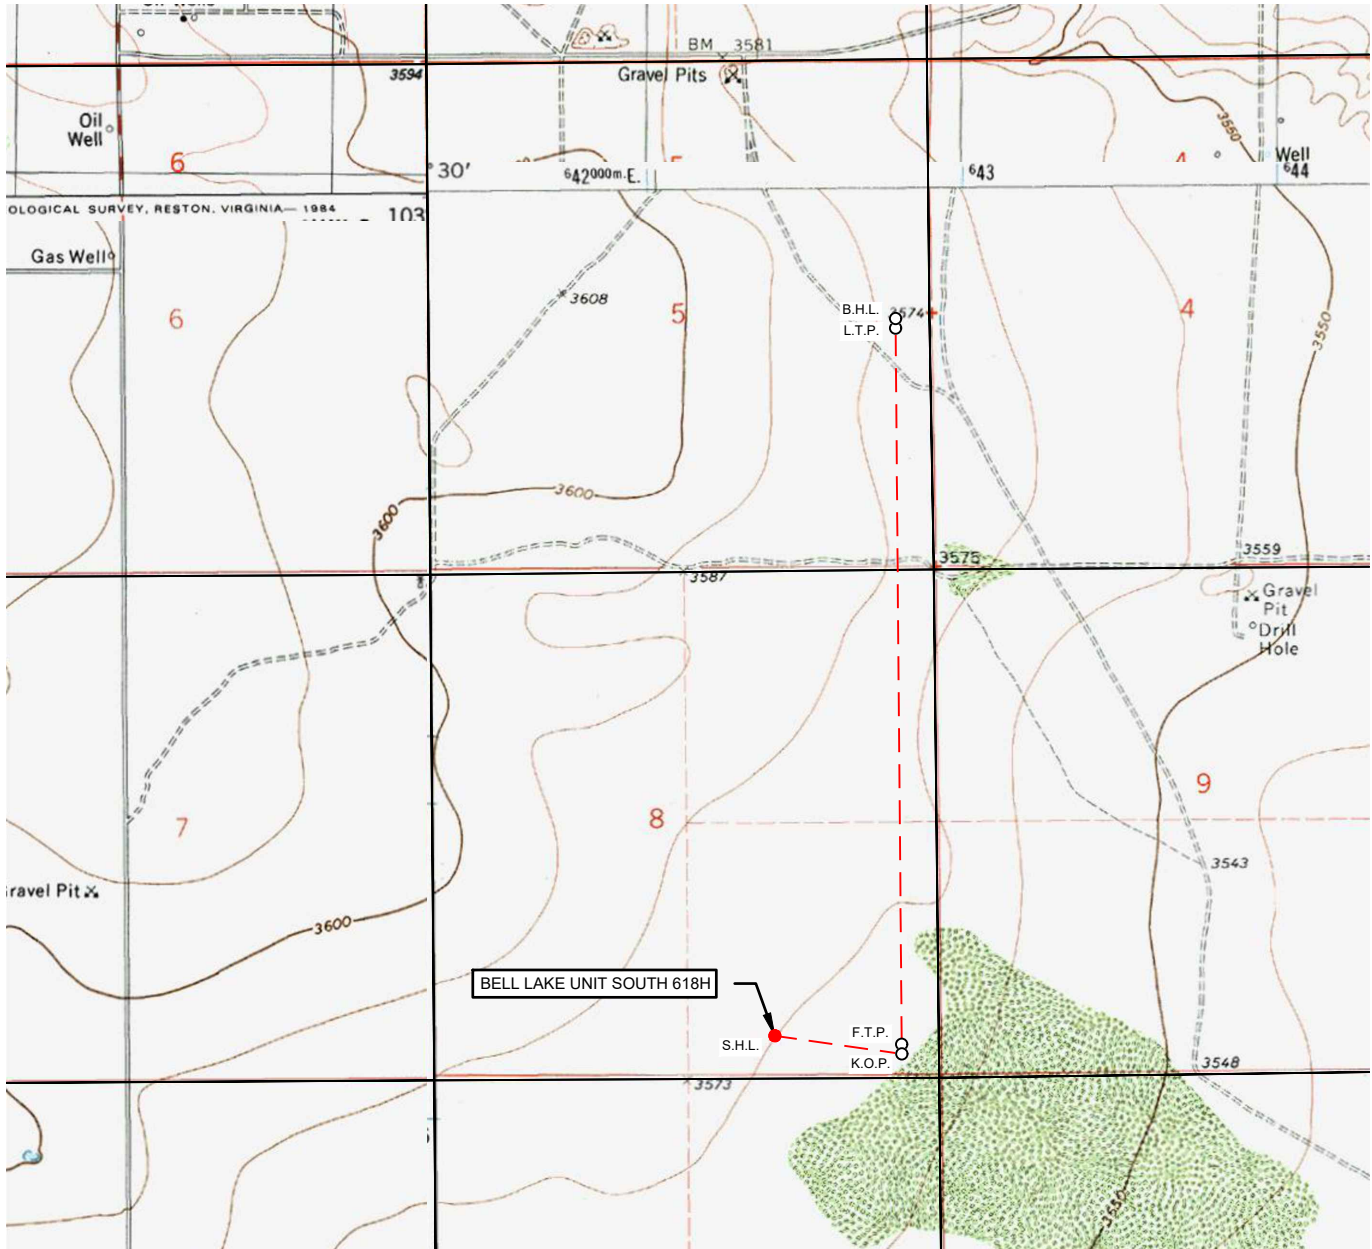 BM 3581
3594
Gravel Pits
Oil
Well
6
3550
Well
30'
642000m.E.
643
644
OLOGICAL SURVEY, RESTON, VIRGINIA— 1984
103
Gas Well
6
3608
5
B.H.L.
3574
L.T.P.
4
3550
3600
3600
3587
3575
3559
Gravel
Pit
Drill
Hole
7
8
9
3543
ravel Pit
3600
BELL LAKE UNIT SOUTH 618H
S.H.L.
F.T.P.
K.O.P.
3573
3548
3550